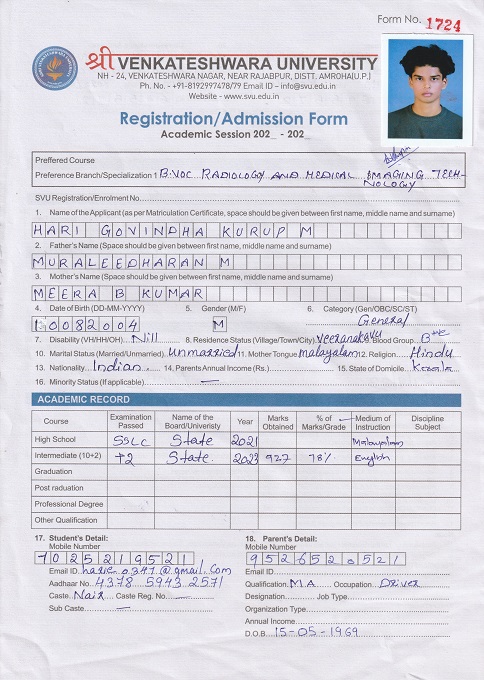 Form No. 1724
श्री VENKATESHWARA UNIVERSITY
NH - 24, VENKATESHWARA NAGAR, NEAR RAJABPUR, DISTT. AMROHA(U.P.)
Ph. No. - +91-8192997478/79 Email ID - info@svu.edu.in
Website - www.svu.edu.in
Registration/Admission Form
Academic Session 202_ - 202_
Preffered Course
Preference Branch/Specialization 1 B.VOC RADIOLOGY AND MEDICAL IMAGING TECH-
NOLOGY
SVU Registration/Enrolment No.
1. Name of the Applicant (as per Matriculation Certificate, space should be given between first name, middle name and surname)
HARI GOVINDHA KURUP M
2. Father's Name (Space should be given between first name, middle name and surname)
MURALEEDHARAN M
3. Mother's Name (Space should be given between first name, middle name and surname)
MEERA B KUMAR
4. Date of Birth (DD-MM-YYYY) 5. Gender (M/F) 6. Category (Gen/OBC/SC/ST)
10082004 M General
7. Disability (VH/HH/OH) Nill 8. Residence Status (Village/Town/City) Veeranakavu 9. Blood Group B+ve
10. Marital Status (Married/Unmarried) unmarried 11. Mother Tongue malayalam 12. Religion Hindu
13. Nationality Indian 14. Parents Annual Income (Rs.) 15. State of Domicile Kerala
16. Minority Status (If applicable) —
ACADEMIC RECORD
Course Examination Passed Name of the Board/Univeristy Year Marks Obtained % of Marks/Grade Medium of Instruction Discipline Subject
High School SSLC State 2021 Malayalam
Intermediate (10+2) +2 State 2023 927 78% English
Graduation
Post raduation
Professional Degree
Other Qualification
17. Student's Detail: 18. Parent's Detail:
Mobile Number Mobile Number
7025219521 9526520521
Email ID Email ID
Aadhaar No. 4378 5943 2571 Qualification M.A Occupation Driver
Caste Nair Caste Reg. No. — Designation Job Type
Sub Caste — Organization Type
Annual Income
D.O.B 15-05-1969